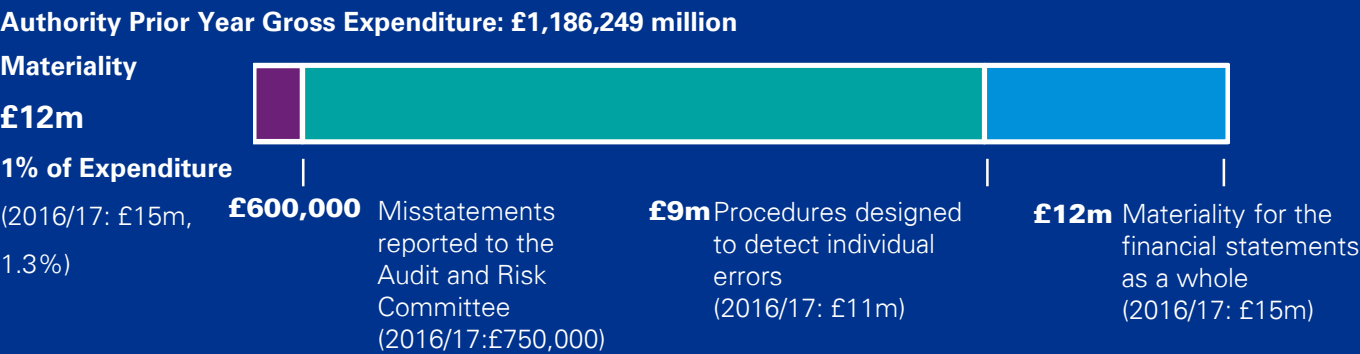 Authority Prior Year Gross Expenditure: £1,186,249 million
Materiality
£12m
1% of Expenditure
(2016/17: £15m,
1.3%)
£600,000 Misstatements
reported to the
Audit and Risk
Committee
(2016/17:£750,000)
£9m Procedures designed
to detect individual
errors
(2016/17: £11m)
£12m Materiality for the
financial statements
as a whole
(2016/17: £15m)